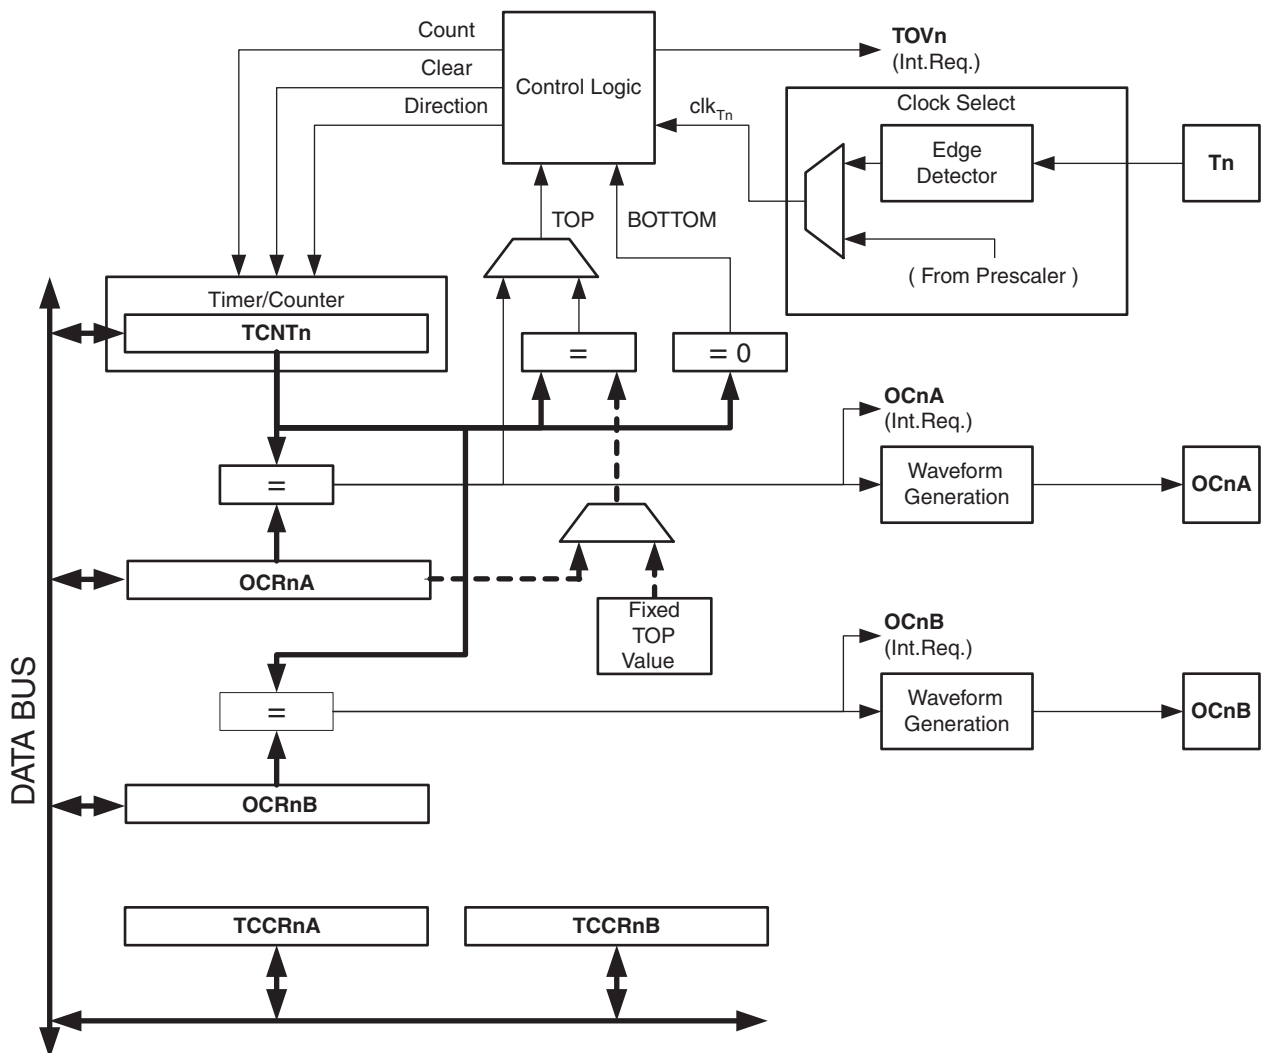 Count
Clear
Direction
Control Logic
TOVn
(Int.Req.)
clkTn
Clock Select
Edge
Detector
Tn
( From Prescaler )
TOP
BOTTOM
Timer/Counter
TCNTn
=
= 0
OCnA
(Int.Req.)
=
Waveform
Generation
OCnA
OCRnA
Fixed
TOP
Value
OCnB
(Int.Req.)
=
Waveform
Generation
OCnB
OCRnB
DATA BUS
TCCRnA
TCCRnB